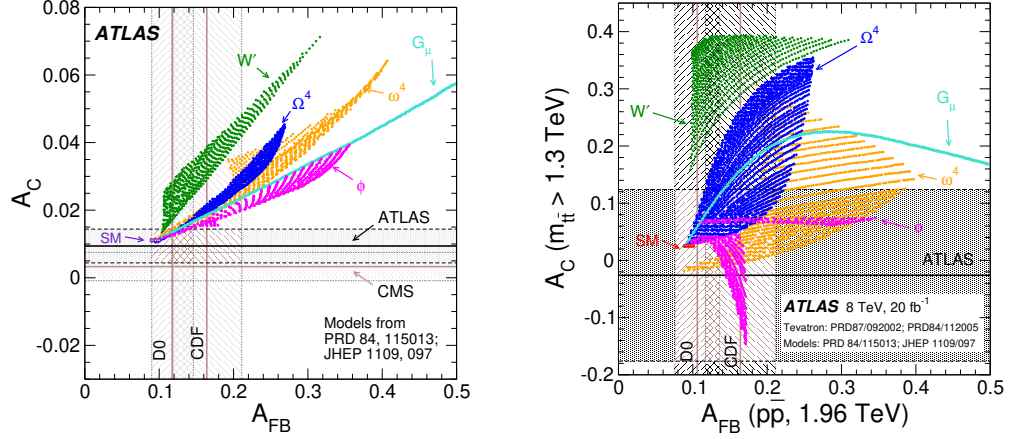 ATLAS
W′
Ω⁴
ω⁴
G_μ
ϕ
SM
ATLAS
CMS
D0
CDF
Models from
PRD 84, 115013;
JHEP 1109, 097
A_C
0.08
0.06
0.04
0.02
0
-0.02
0 0.1 0.2 0.3 0.4 0.5
A_FB
W′
Ω⁴
G_μ
ω⁴
ϕ
SM
ATLAS
ATLAS 8 TeV, 20 fb⁻¹
Tevatron: PRD87/092002; PRD84/112005
Models: PRD 84/115013; JHEP 1109/097
D0
CDF
A_C (m_tt̅ > 1.3 TeV)
0.4
0.3
0.2
0.1
0
-0.1
-0.2
0 0.1 0.2 0.3 0.4 0.5
A_FB (pp̅, 1.96 TeV)